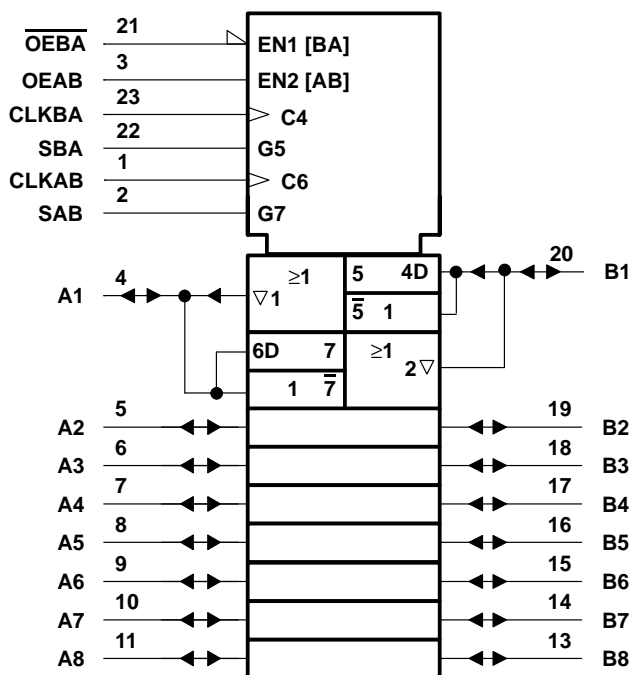 O̅E̅B̅A̅ 21 EN1 [BA]
OEAB 3 EN2 [AB]
CLKBA 23 C4
SBA 22 G5
CLKAB 1 C6
SAB 2 G7
A1 4 ≥1 ▽1 5 4D 20 B1
5̅ 1
6D 7 ≥1 2▽
1 7̅
A2 5 19 B2
A3 6 18 B3
A4 7 17 B4
A5 8 16 B5
A6 9 15 B6
A7 10 14 B7
A8 11 13 B8